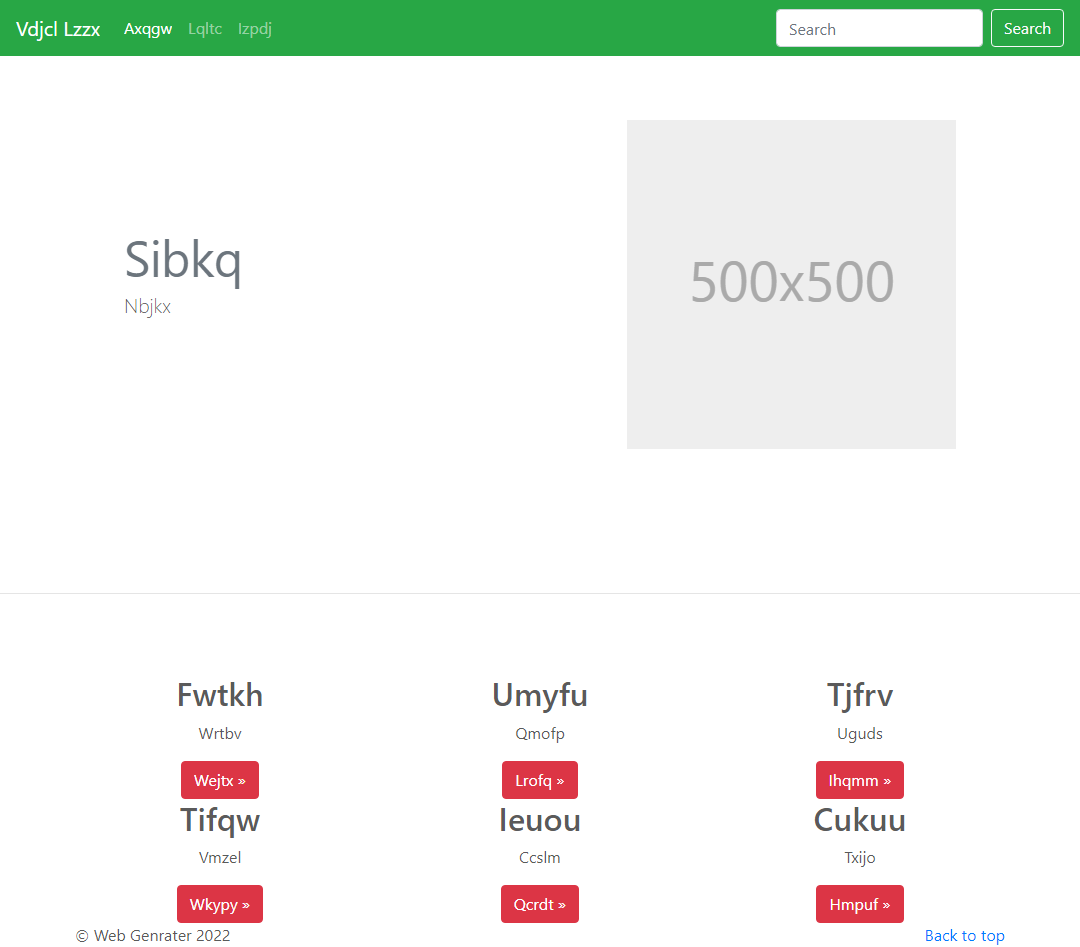 Vdjcl Lzzx Axqgw Lqltc Izpdj Search Search
500x500
Sibkq
Nbjkx
Fwtkh Umyfu Tjfrv
Wrtbv Qmofp Uguds
Wejtx » Lrofq » Ihqmm »
Tifqw Ieuou Cukuu
Vmzel Ccslm Txijo
Wkypy » Qcrdt » Hmpuf »
© Web Genrater 2022 Back to top